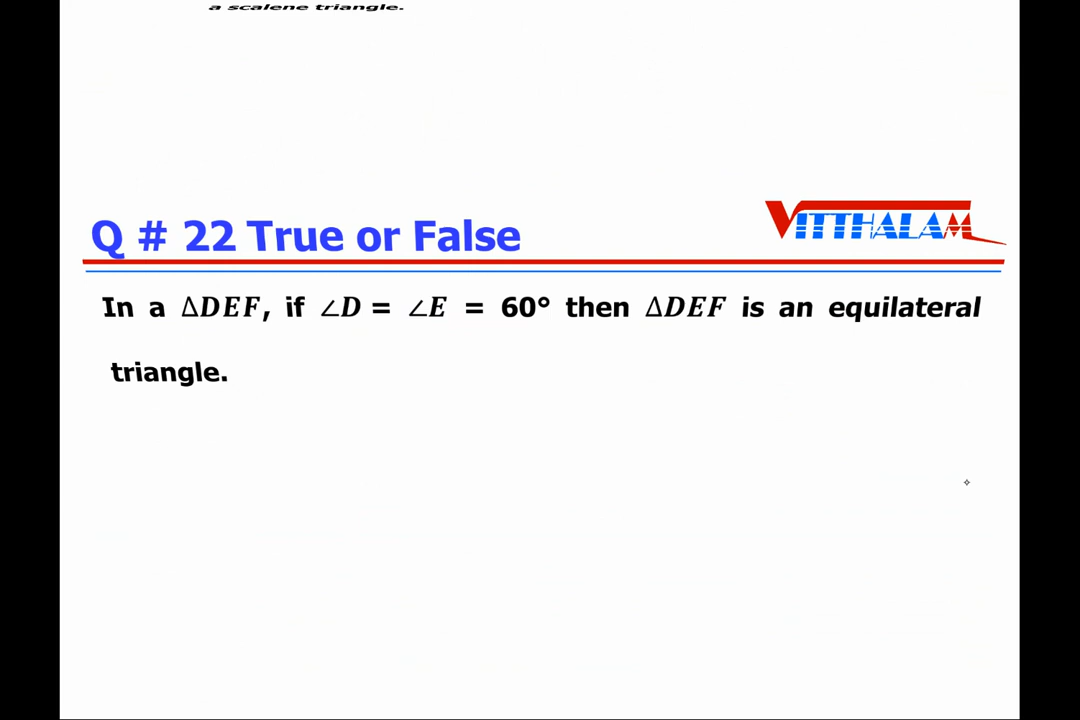 a scalene triangle.
Q # 22 True or False
VITTHALAM
In a ΔDEF, if ∠D = ∠E = 60° then ΔDEF is an equilateral
triangle.